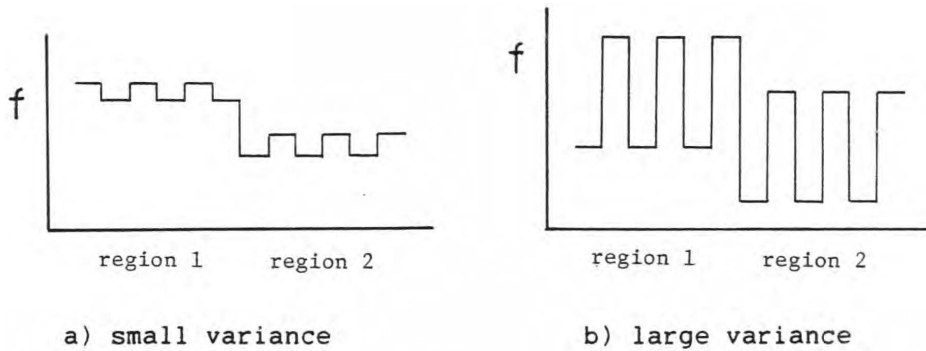 f
f
region 1
region 2
region 1
region 2
a) small variance
b) large variance